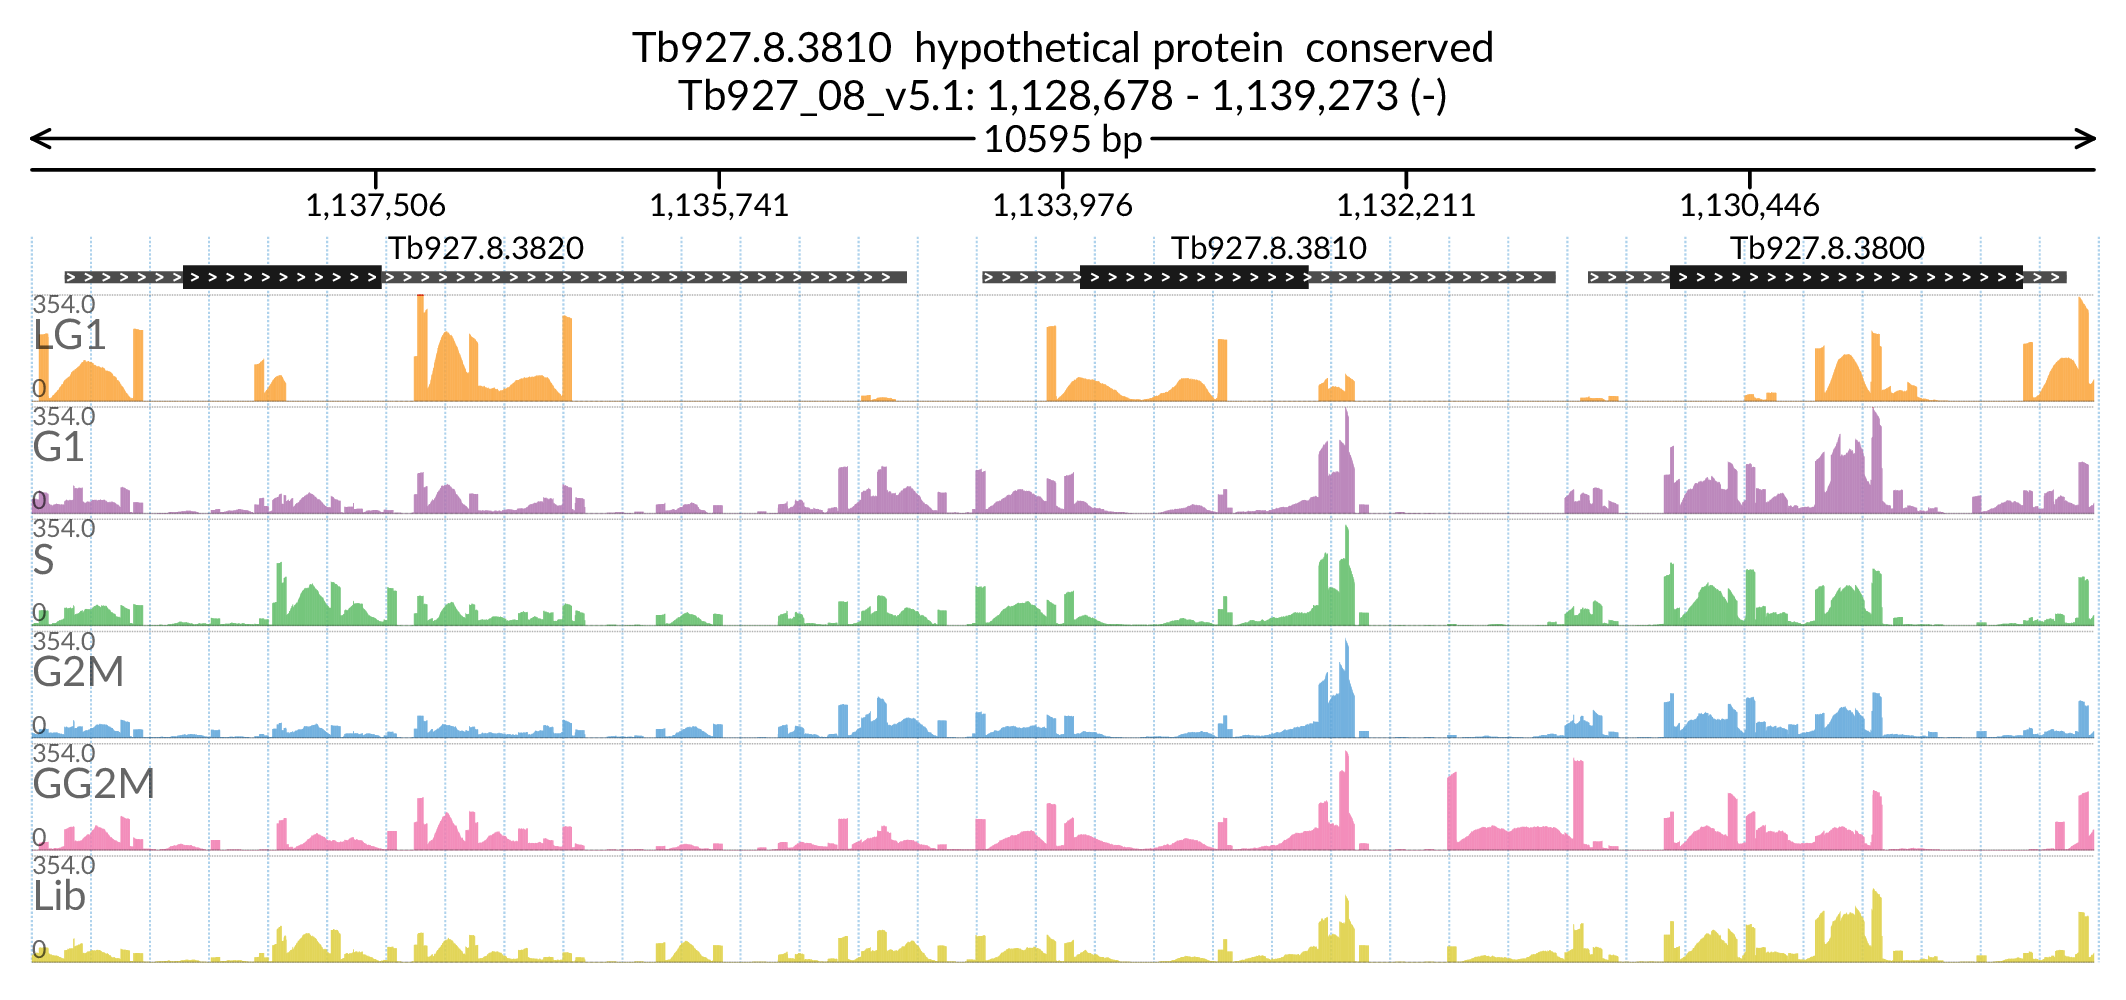 Tb927.8.3810  hypothetical protein  conserved
Tb927_08_v5.1: 1,128,678 - 1,139,273 (-)
10595 bp
1,137,506 1,135,741 1,133,976 1,132,211 1,130,446
Tb927.8.3820 Tb927.8.3810 Tb927.8.3800
354.0
LG1
0
354.0
G1
0
354.0
S
0
354.0
G2M
0
354.0
GG2M
0
354.0
Lib
0